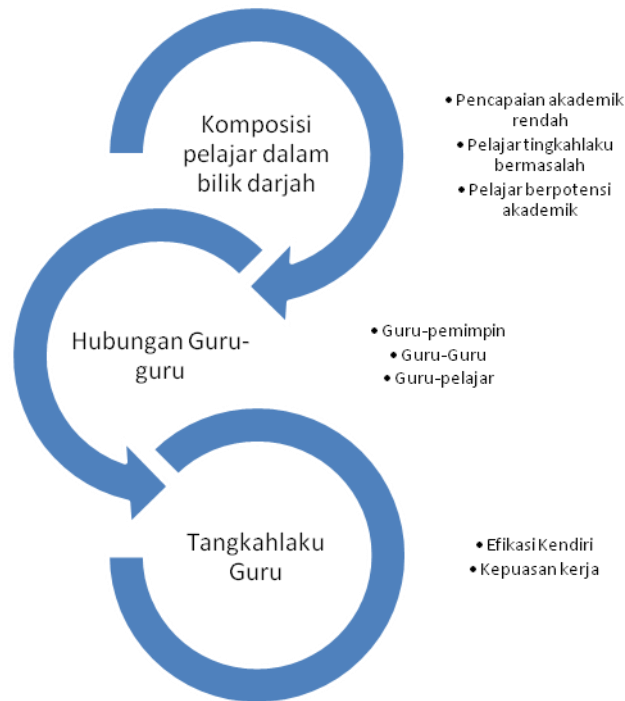 Komposisi
pelajar dalam
bilik darjah
• Pencapaian akademik
rendah
• Pelajar tingkahlaku
bermasalah
• Pelajar berpotensi
akademik
Hubungan Guru-
guru
• Guru-pemimpin
• Guru-Guru
• Guru-pelajar
Tangkahlaku
Guru
• Efikasi Kendiri
• Kepuasan kerja